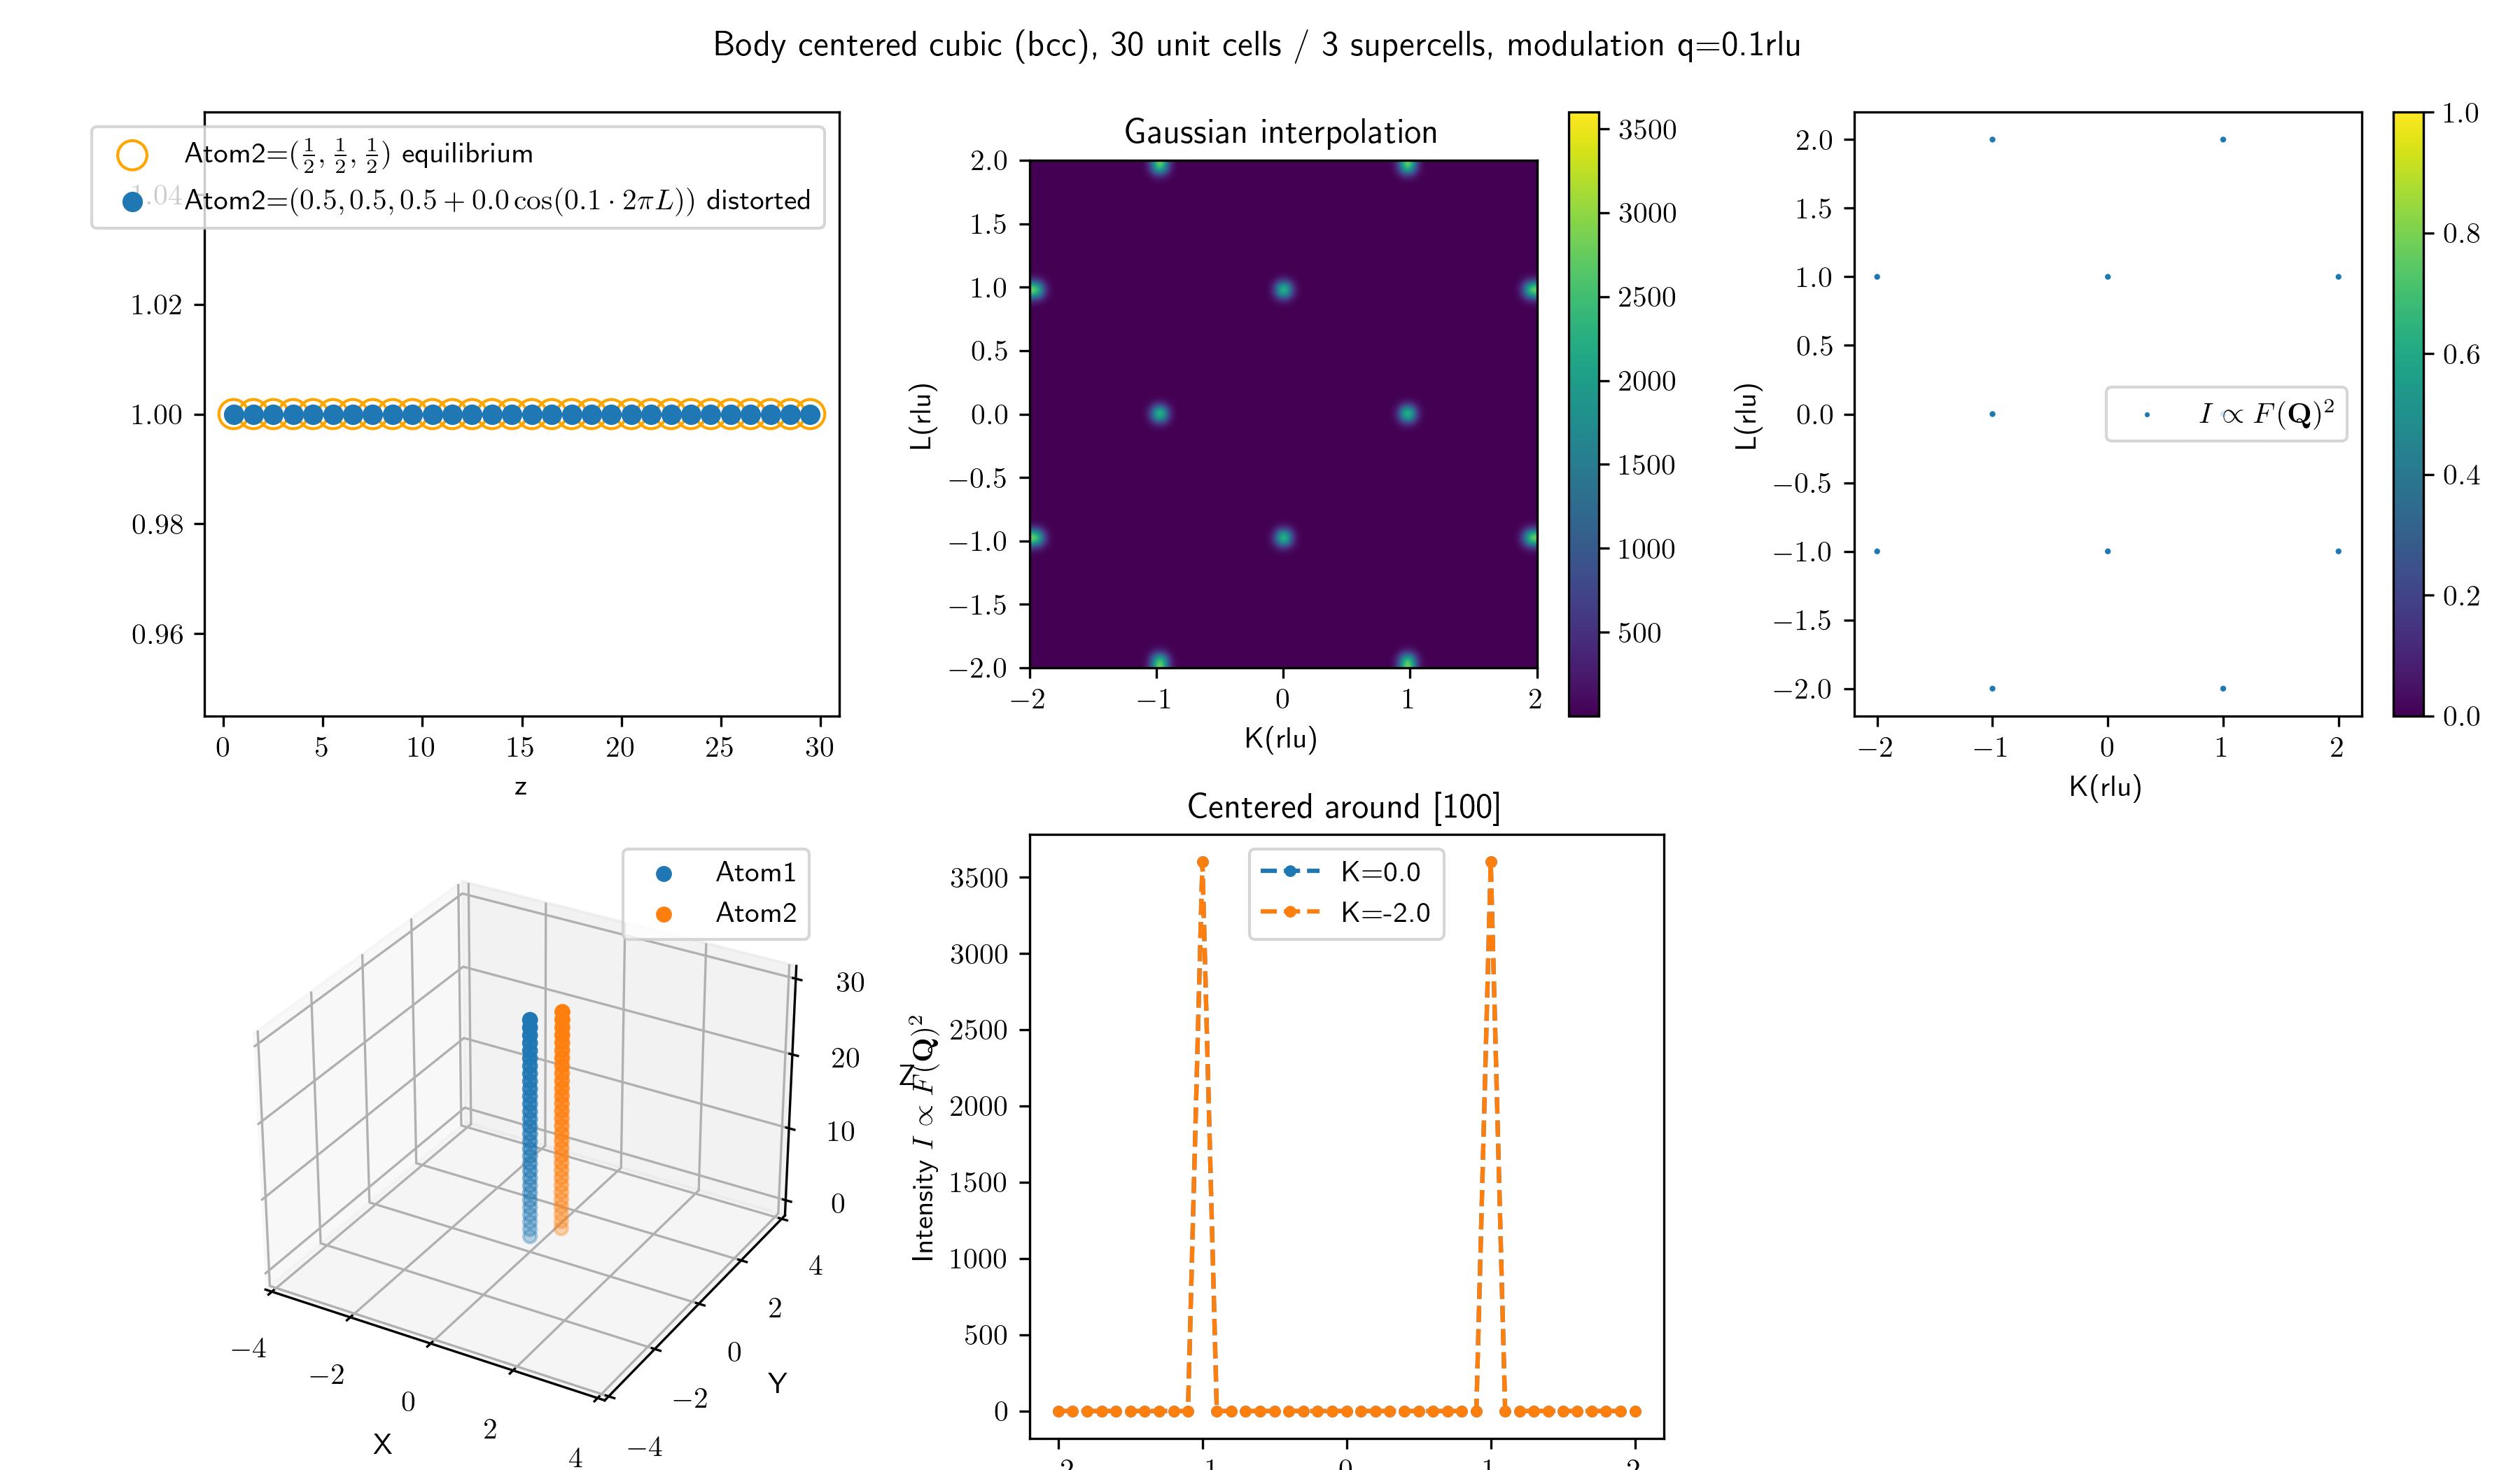 Body centered cubic (bcc), 30 unit cells / 3 supercells, modulation q=0.1rlu
Atom2=(1/2, 1/2, 1/2) equilibrium
Atom2=(0.5, 0.5, 0.5 + 0.0 cos(0.1 · 2πL)) distorted
1.04
1.02
1.00
0.98
0.96
0 5 10 15 20 25 30
z
Gaussian interpolation
2.0
1.5
1.0
0.5
0.0
−0.5
−1.0
−1.5
−2.0
L(rlu)
−2 −1 0 1 2
K(rlu)
3500
3000
2500
2000
1500
1000
500
2.0
1.5
1.0
0.5
0.0
−0.5
−1.0
−1.5
−2.0
L(rlu)
I ∝ F(Q)²
−2 −1 0 1 2
K(rlu)
1.0
0.8
0.6
0.4
0.2
0.0
Atom1
Atom2
−4 −2 0 2 4
X
−4 −2 0 2 4
Y
30
20
10
0
Z
Centered around [100]
K=0.0
K=-2.0
3500
3000
2500
2000
1500
1000
500
0
Intensity I ∝ F(Q)²